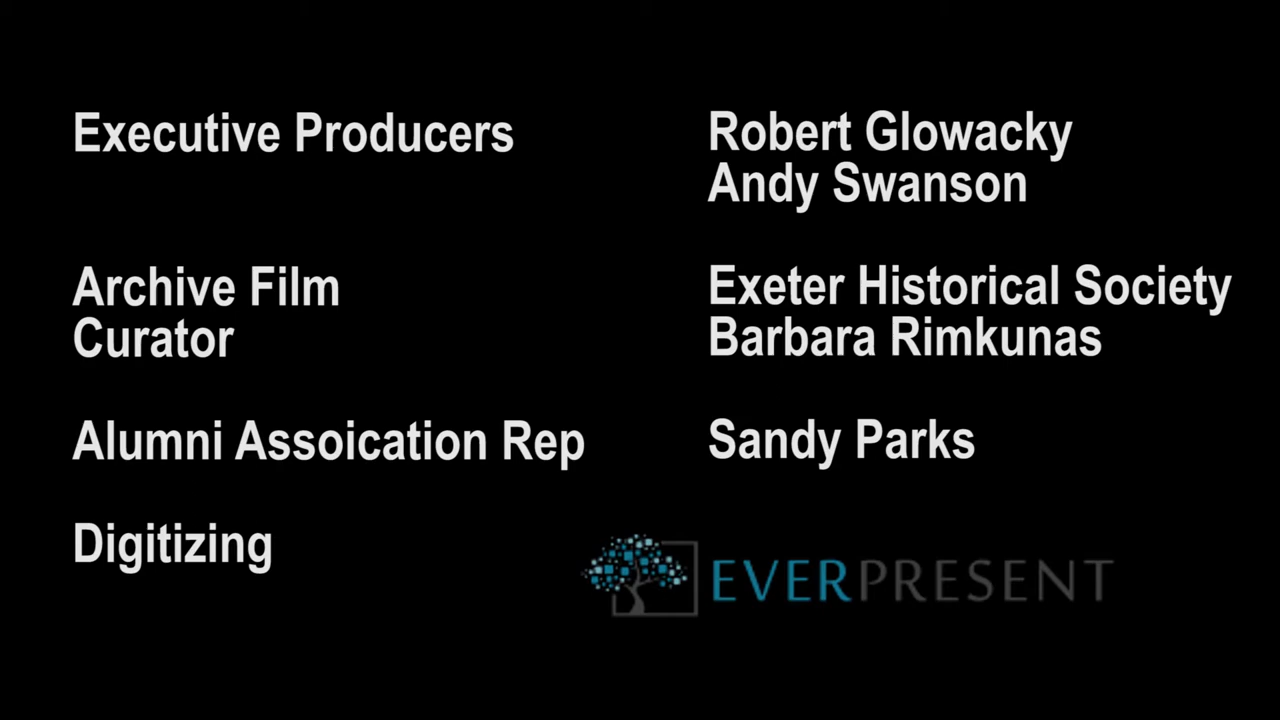 Executive Producers
Robert Glowacky
Andy Swanson
Archive Film
Exeter Historical Society
Curator
Barbara Rimkunas
Alumni Assoication Rep
Sandy Parks
Digitizing
EVERPRESENT